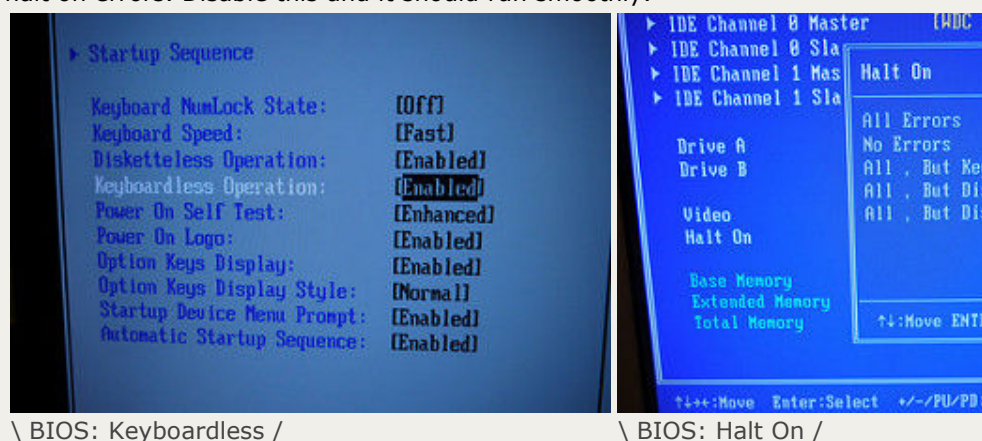 halt on errors. Disable this and it should run smoothly.
▸ Startup Sequence
Keyboard NumLock State: [Off]
Keyboard Speed: [Fast]
Disketteless Operation: [Enabled]
Keyboardless Operation: [Enabled]
Power On Self Test: [Enhanced]
Power On Logo: [Enabled]
Option Keys Display: [Enabled]
Option Keys Display Style: [Normal]
Startup Device Menu Prompt: [Enabled]
Automatic Startup Sequence: [Enabled]
\ BIOS: Keyboardless /
▸ IDE Channel 0 Master [WDC
▸ IDE Channel 0 Sla
▸ IDE Channel 1 Mas
▸ IDE Channel 1 Sla
Drive A
Drive B
Video
Halt On
Base Memory
Extended Memory
Total Memory
Halt On
All Errors
No Errors
All , But Ke
All , But Di
All , But Di
↑↓:Move ENT
↑↓→←:Move Enter:Select +/-/PU/PD:
\ BIOS: Halt On /